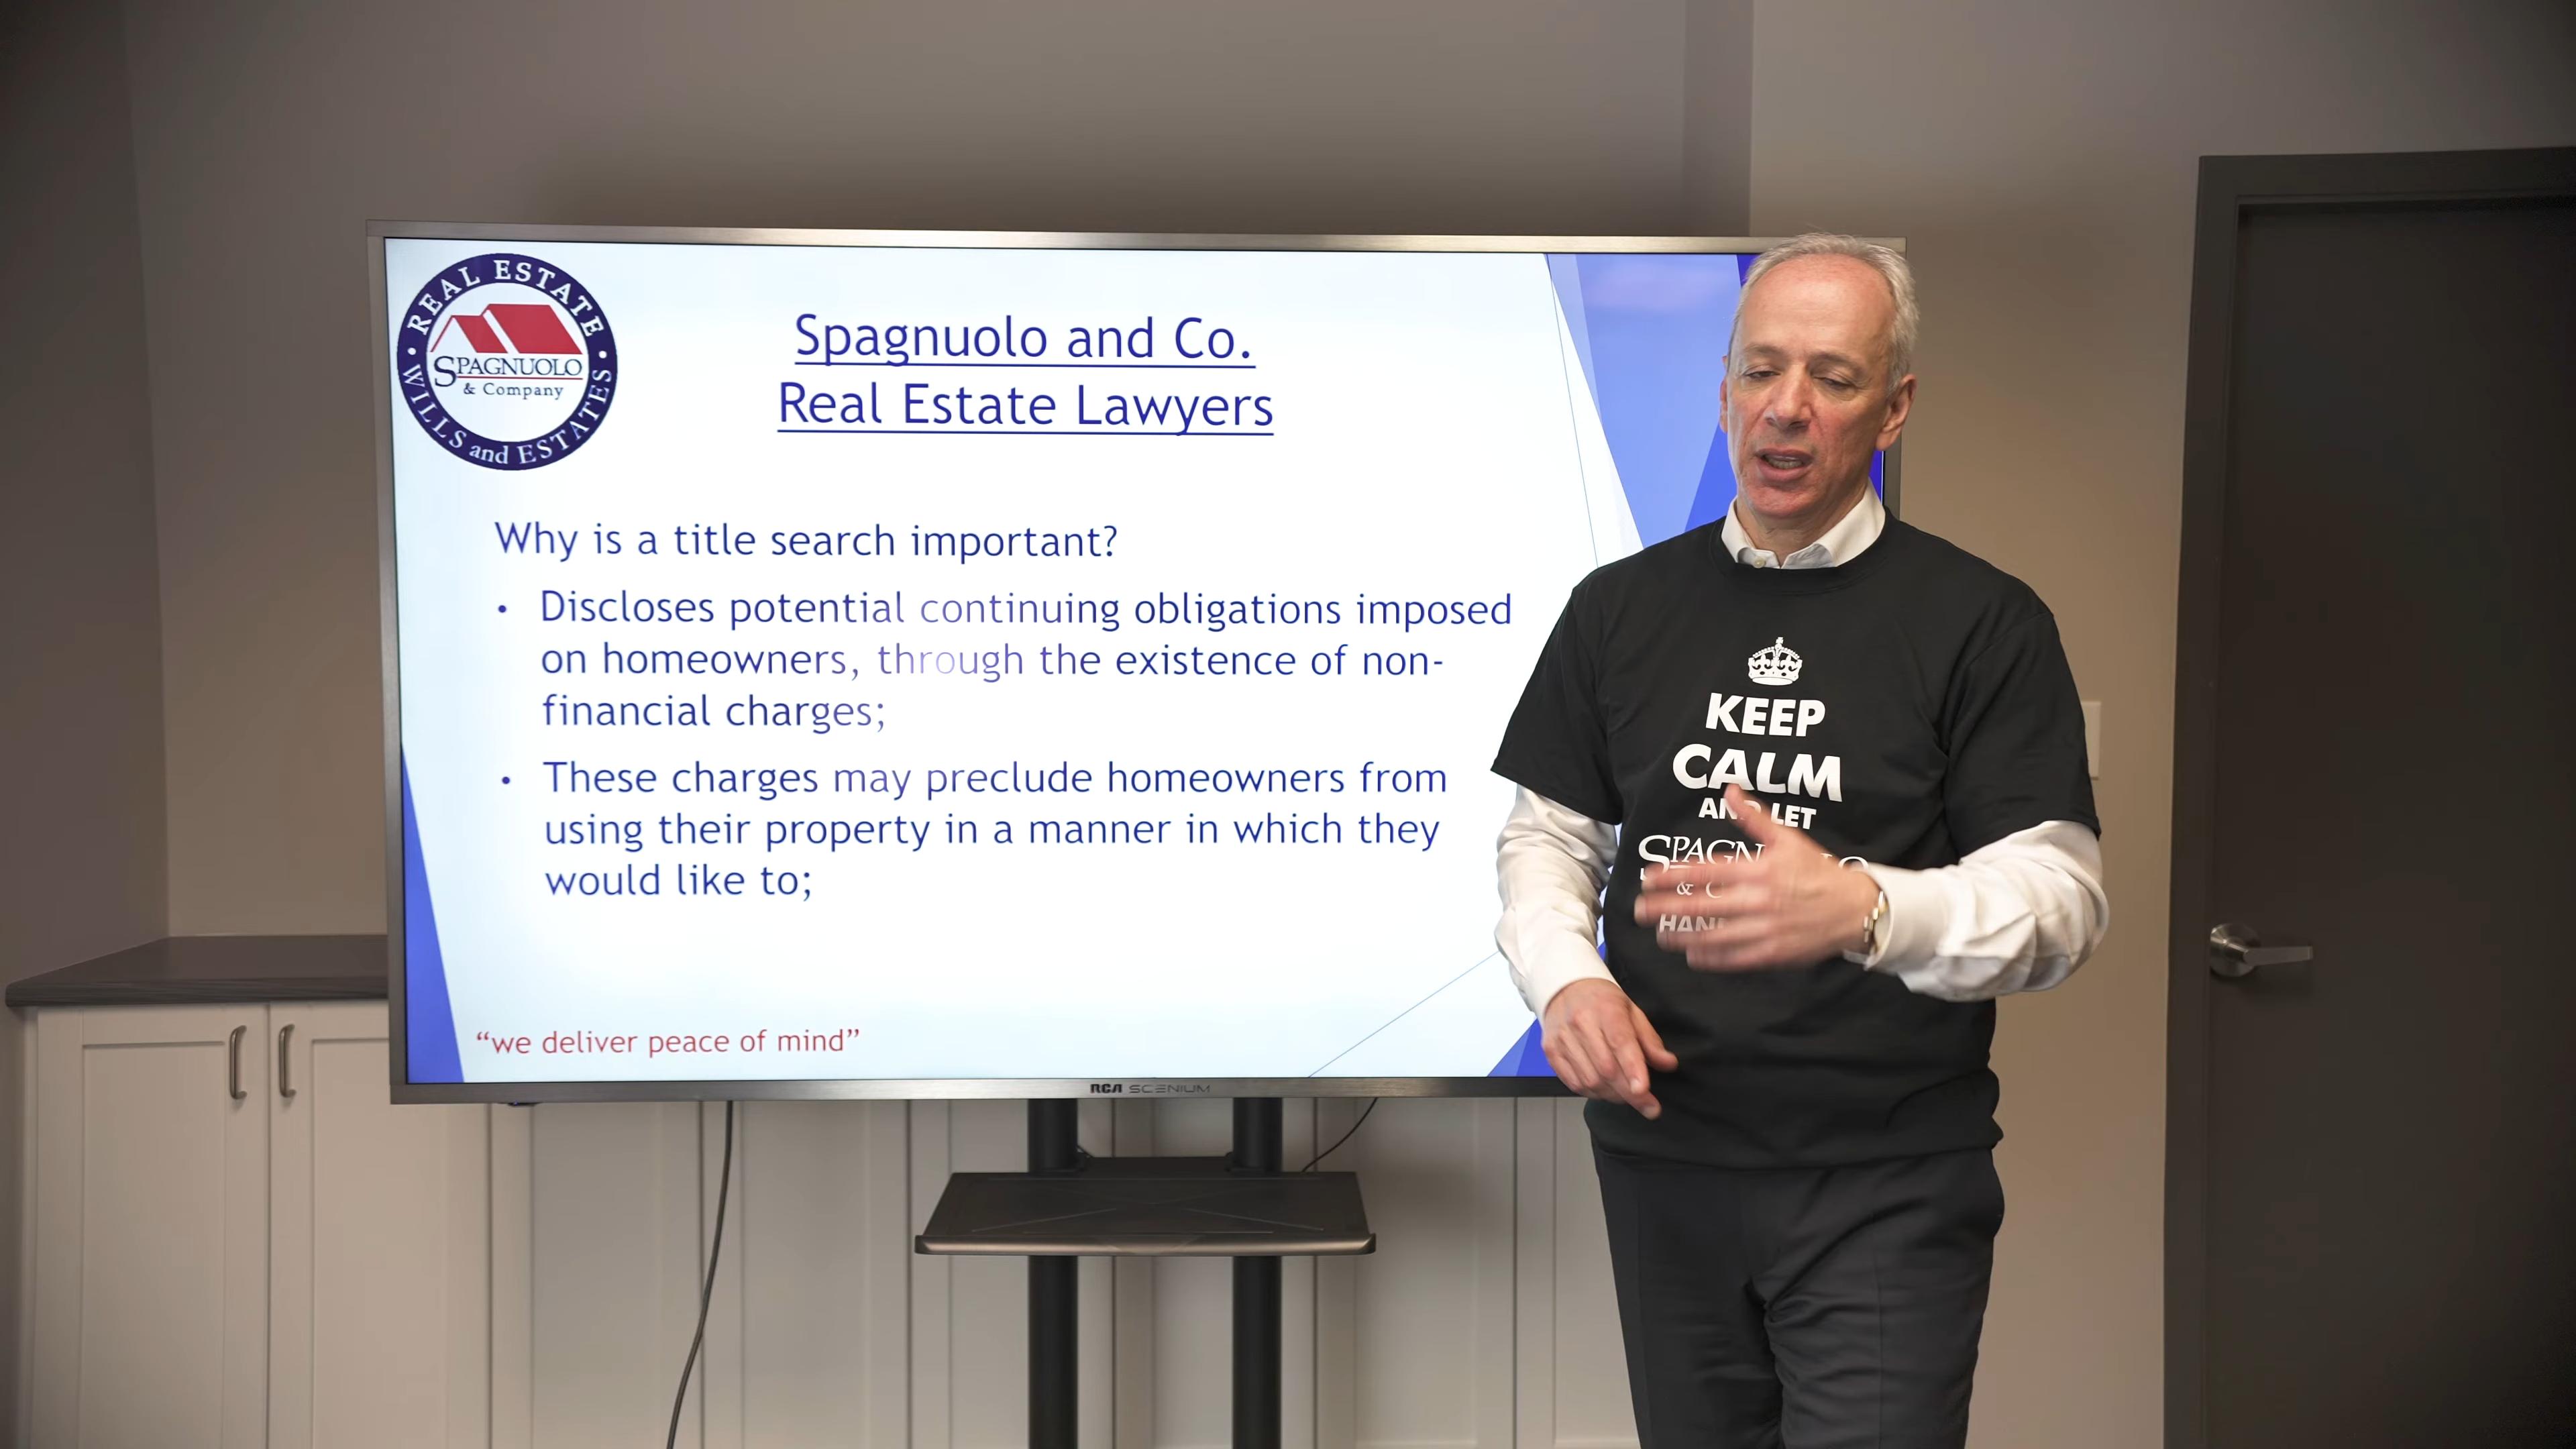 REAL ESTATE
SPAGNUOLO
& Company
WILLS and ESTATES
Spagnuolo and Co.
Real Estate Lawyers
Why is a title search important?
• Discloses potential continuing obligations imposed
on homeowners, through the existence of non-
financial charges;
• These charges may preclude homeowners from
using their property in a manner in which they
would like to;
“we deliver peace of mind”
RCA SCENIUM
KEEP
CALM
AND LET
&